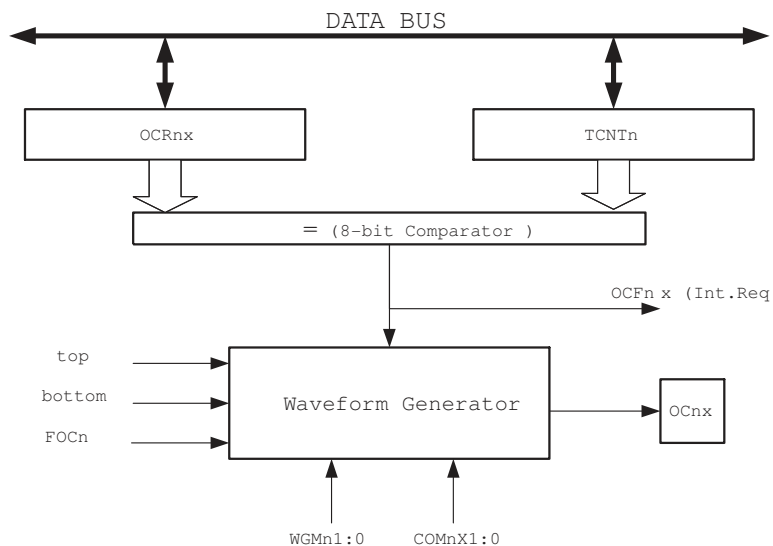 DATA BUS
OCRnx
TCNTn
= (8-bit Comparator )
OCFn x (Int.Req
top
bottom
FOCn
Waveform Generator
OCnx
WGMn1:0
COMnX1:0